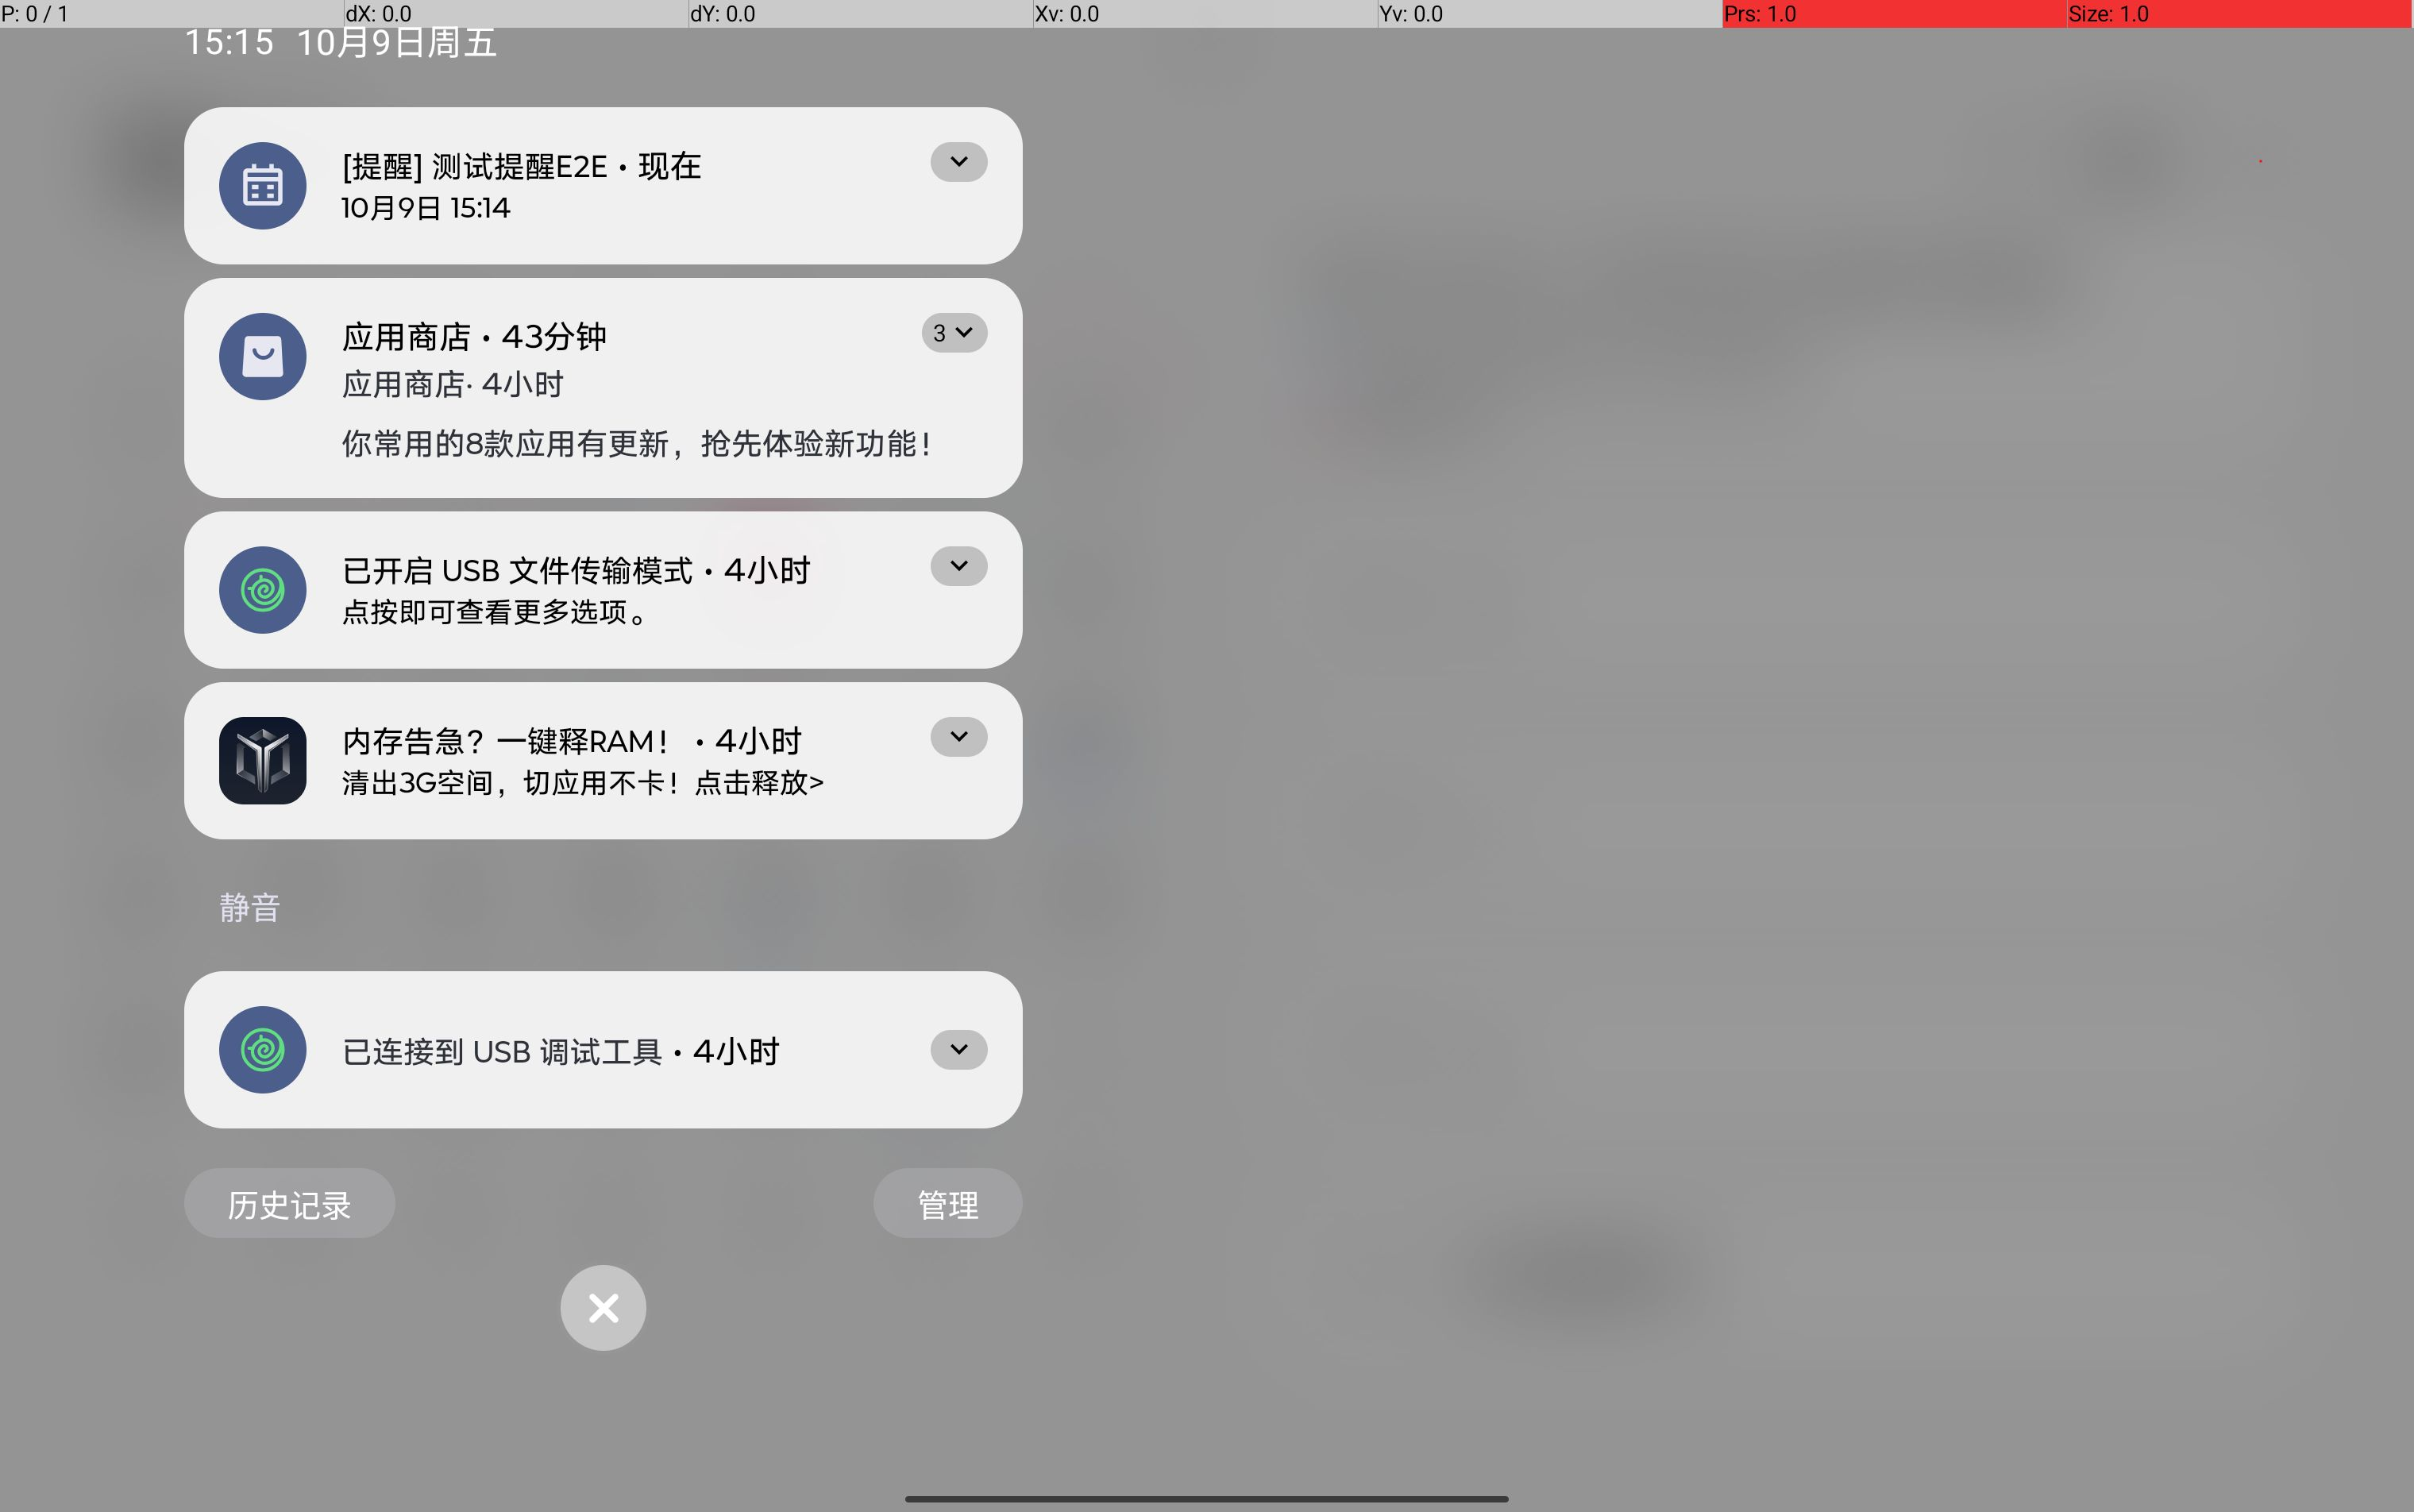 P: 0 / 1 dX: 0.0 dY: 0.0 Xv: 0.0 Yv: 0.0 Prs: 1.0 Size: 1.0
15:15 10月9日周五
[提醒] 测试提醒E2E · 现在
10月9日 15:14
应用商店 · 43分钟 3
应用商店· 4小时
你常用的8款应用有更新，抢先体验新功能！
已开启 USB 文件传输模式 · 4小时
点按即可查看更多选项。
内存告急？一键释RAM！ · 4小时
清出3G空间，切应用不卡！点击释放>
静音
已连接到 USB 调试工具 · 4小时
历史记录 管理